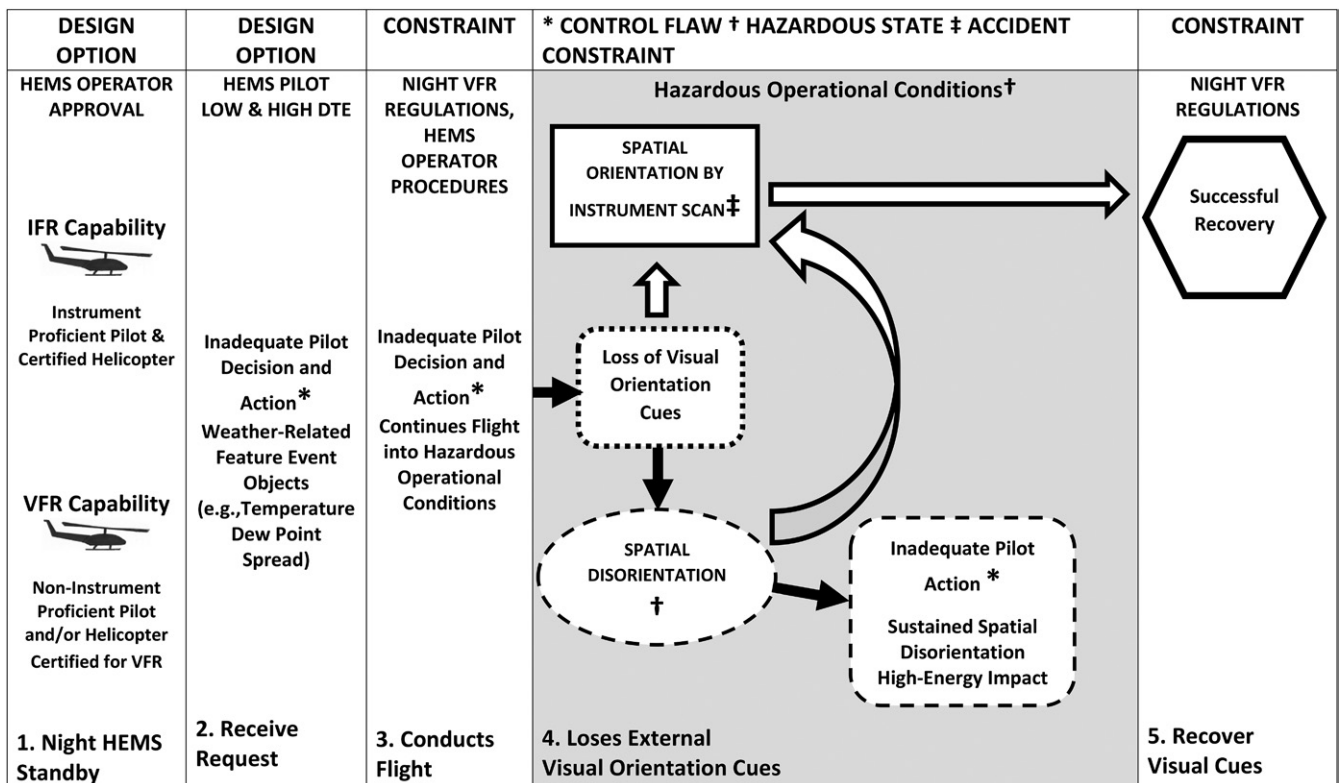 DESIGN
OPTION
DESIGN
OPTION
CONSTRAINT
* CONTROL FLAW † HAZARDOUS STATE ‡ ACCIDENT
CONSTRAINT
CONSTRAINT
HEMS OPERATOR
APPROVAL
IFR Capability
Instrument
Proficient Pilot &
Certified Helicopter
VFR Capability
Non-Instrument
Proficient Pilot
and/or Helicopter
Certified for VFR
1. Night HEMS
Standby
HEMS PILOT
LOW & HIGH DTE
Inadequate Pilot
Decision and
Action*
Weather-Related
Feature Event
Objects
(e.g.,Temperature
Dew Point
Spread)
2. Receive
Request
NIGHT VFR
REGULATIONS,
HEMS
OPERATOR
PROCEDURES
Inadequate Pilot
Decision and
Action*
Continues Flight
into Hazardous
Operational
Conditions
3. Conducts
Flight
Hazardous Operational Conditions†
SPATIAL
ORIENTATION BY
INSTRUMENT SCAN‡
Loss of Visual
Orientation
Cues
SPATIAL
DISORIENTATION
†
Inadequate Pilot
Action *
Sustained Spatial
Disorientation
High-Energy Impact
4. Loses External
Visual Orientation Cues
NIGHT VFR
REGULATIONS
Successful
Recovery
5. Recover
Visual Cues